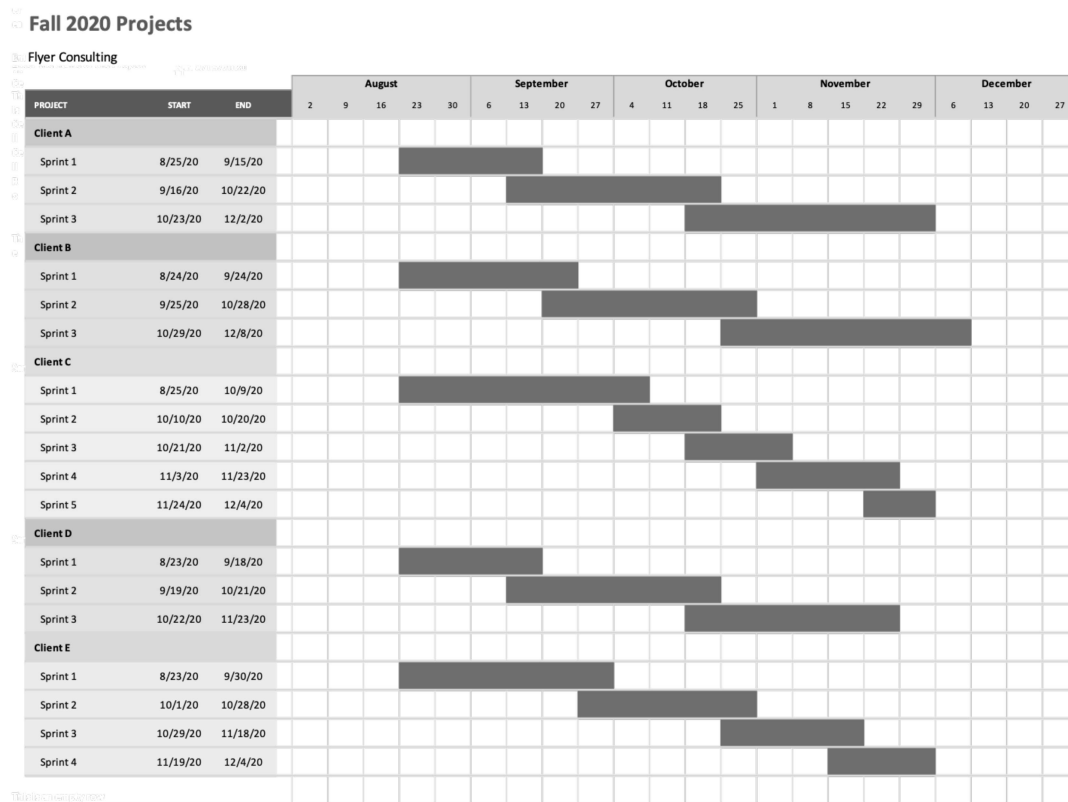 Fall 2020 Projects
Flyer Consulting
August September October November December
PROJECT START END 2 9 16 23 30 6 13 20 27 4 11 18 25 1 8 15 22 29 6 13 20 27
Client A
Sprint 1 8/25/20 9/15/20
Sprint 2 9/16/20 10/22/20
Sprint 3 10/23/20 12/2/20
Client B
Sprint 1 8/24/20 9/24/20
Sprint 2 9/25/20 10/28/20
Sprint 3 10/29/20 12/8/20
Client C
Sprint 1 8/25/20 10/9/20
Sprint 2 10/10/20 10/20/20
Sprint 3 10/21/20 11/2/20
Sprint 4 11/3/20 11/23/20
Sprint 5 11/24/20 12/4/20
Client D
Sprint 1 8/23/20 9/18/20
Sprint 2 9/19/20 10/21/20
Sprint 3 10/22/20 11/23/20
Client E
Sprint 1 8/23/20 9/30/20
Sprint 2 10/1/20 10/28/20
Sprint 3 10/29/20 11/18/20
Sprint 4 11/19/20 12/4/20